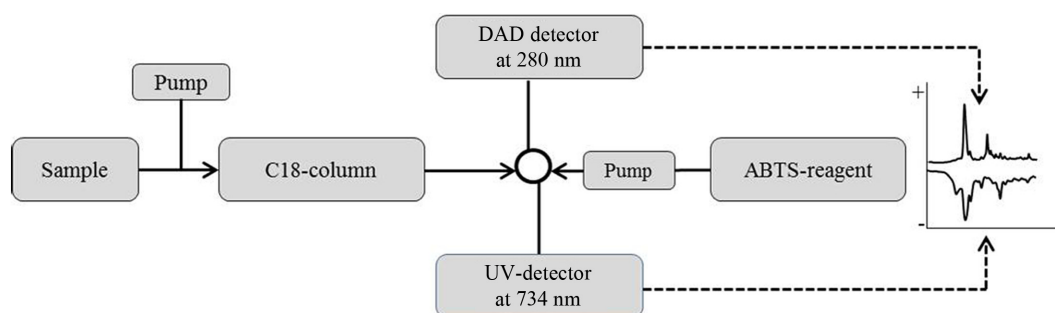 DAD detector
at 280 nm
Pump
Sample
C18-column
Pump
ABTS-reagent
+
-
UV-detector
at 734 nm